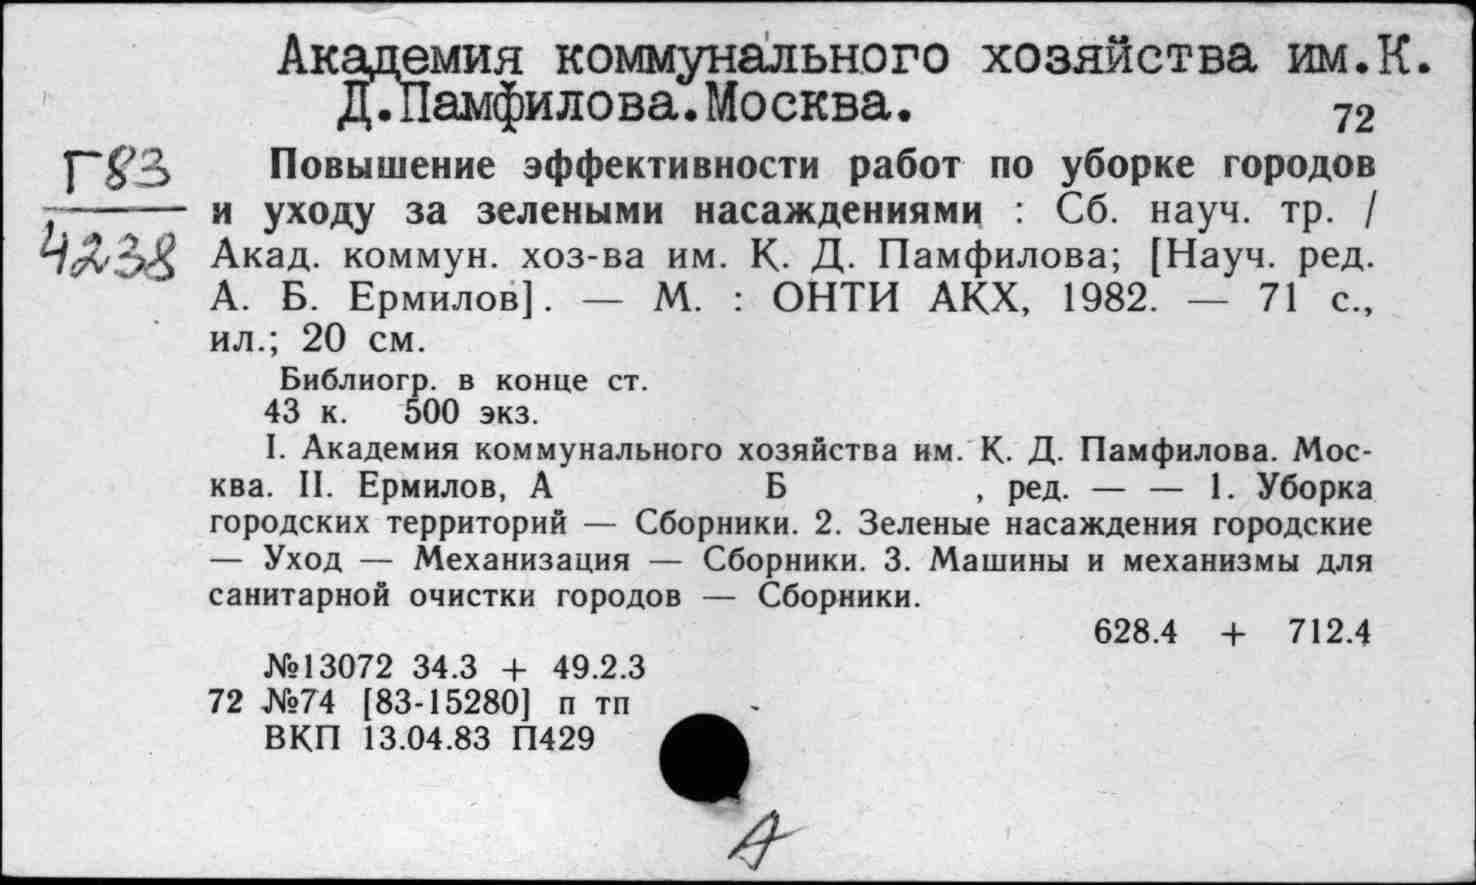 Академия коммунального хозяйства им.К.
Д.Памфилова.Москва.
72
Г83
4238
Повышение эффективности работ по уборке городов
и уходу за зелеными насаждениями : Сб. науч. тр. /
Акад. коммун. хоз-ва им. К. Д. Памфилова; [Науч. ред.
А. Б. Ермилов]. — М. : ОНТИ АКХ, 1982. — 71 с.,
ил.; 20 см.
Библиогр. в конце ст.
43 к. 500 экз.
I. Академия коммунального хозяйства им. К. Д. Памфилова. Мос-
ква. II. Ермилов, А Б , ред. — — 1. Уборка
городских территорий — Сборники. 2. Зеленые насаждения городские
— Уход — Механизация — Сборники. 3. Машины и механизмы для
санитарной очистки городов — Сборники.
628.4 + 712.4
№13072 34.3 + 49.2.3
72 №74 [83-15280] п тп
ВКП 13.04.83 П429
А